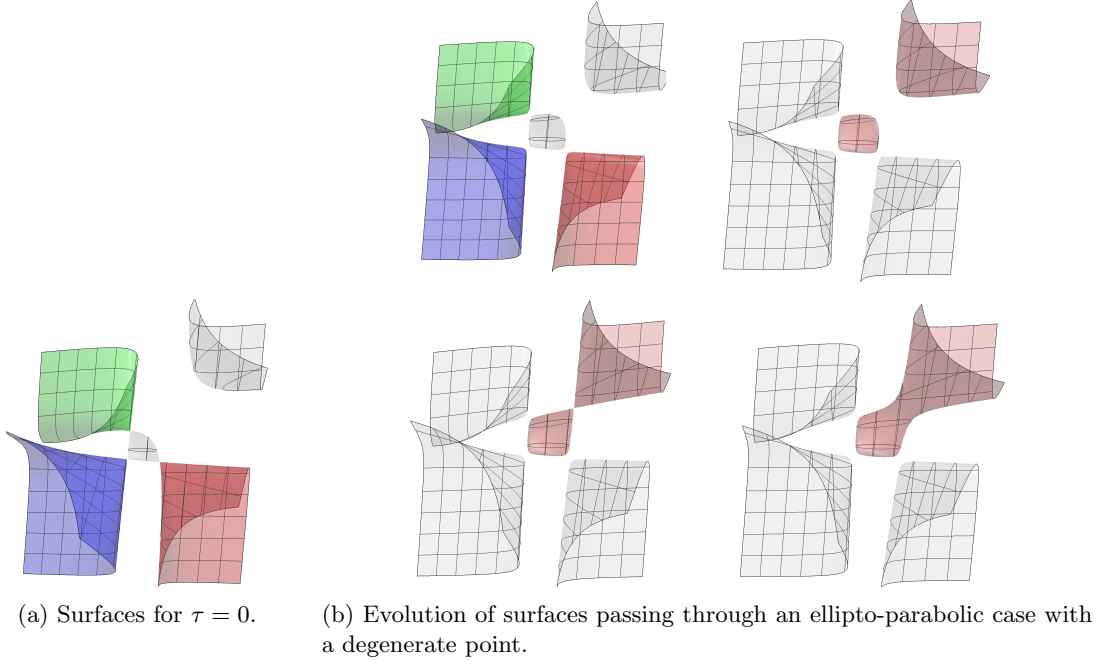 (a) Surfaces for τ = 0.
(b) Evolution of surfaces passing through an ellipto-parabolic case with
a degenerate point.